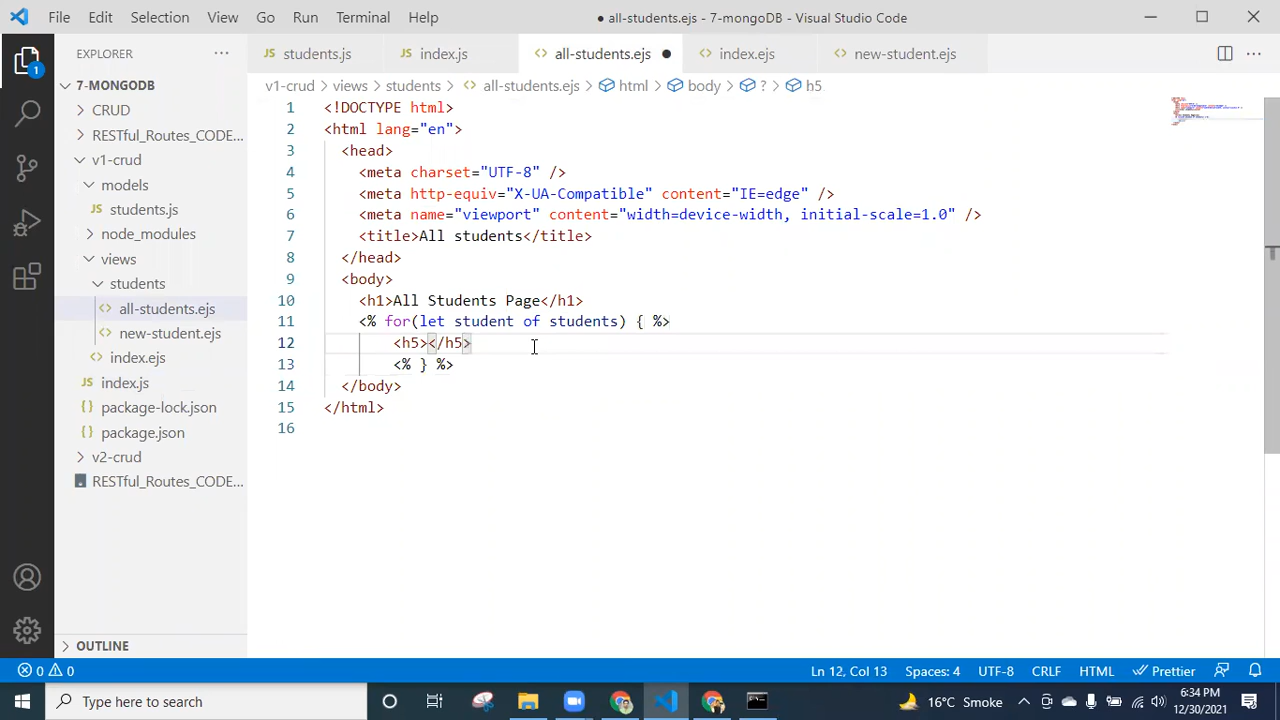 File Edit Selection View Go Run Terminal Help ● all-students.ejs - 7-mongoDB - Visual Studio Code
EXPLORER ...
students.js index.js all-students.ejs ● index.ejs new-student.ejs ...
7-MONGODB
CRUD
RESTful_Routes_CODE...
v1-crud
models
students.js
node_modules
views
students
all-students.ejs
new-student.ejs
index.ejs
index.js
package-lock.json
package.json
v2-crud
RESTful_Routes_CODE...
OUTLINE
1
v1-crud > views > students > all-students.ejs > html > body > ? > h5
1 <!DOCTYPE html>
2 <html lang="en">
3 <head>
4 <meta charset="UTF-8" />
5 <meta http-equiv="X-UA-Compatible" content="IE=edge" />
6 <meta name="viewport" content="width=device-width, initial-scale=1.0" />
7 <title>All students</title>
8 </head>
9 <body>
10 <h1>All Students Page</h1>
11 <% for(let student of students) { %>
12 <h5></h5>
13 <% } %>
14 </body>
15 </html>
16
0 0 Ln 12, Col 13 Spaces: 4 UTF-8 CRLF HTML Prettier
Type here to search 16°C Smoke 6:34 PM
12/30/2021